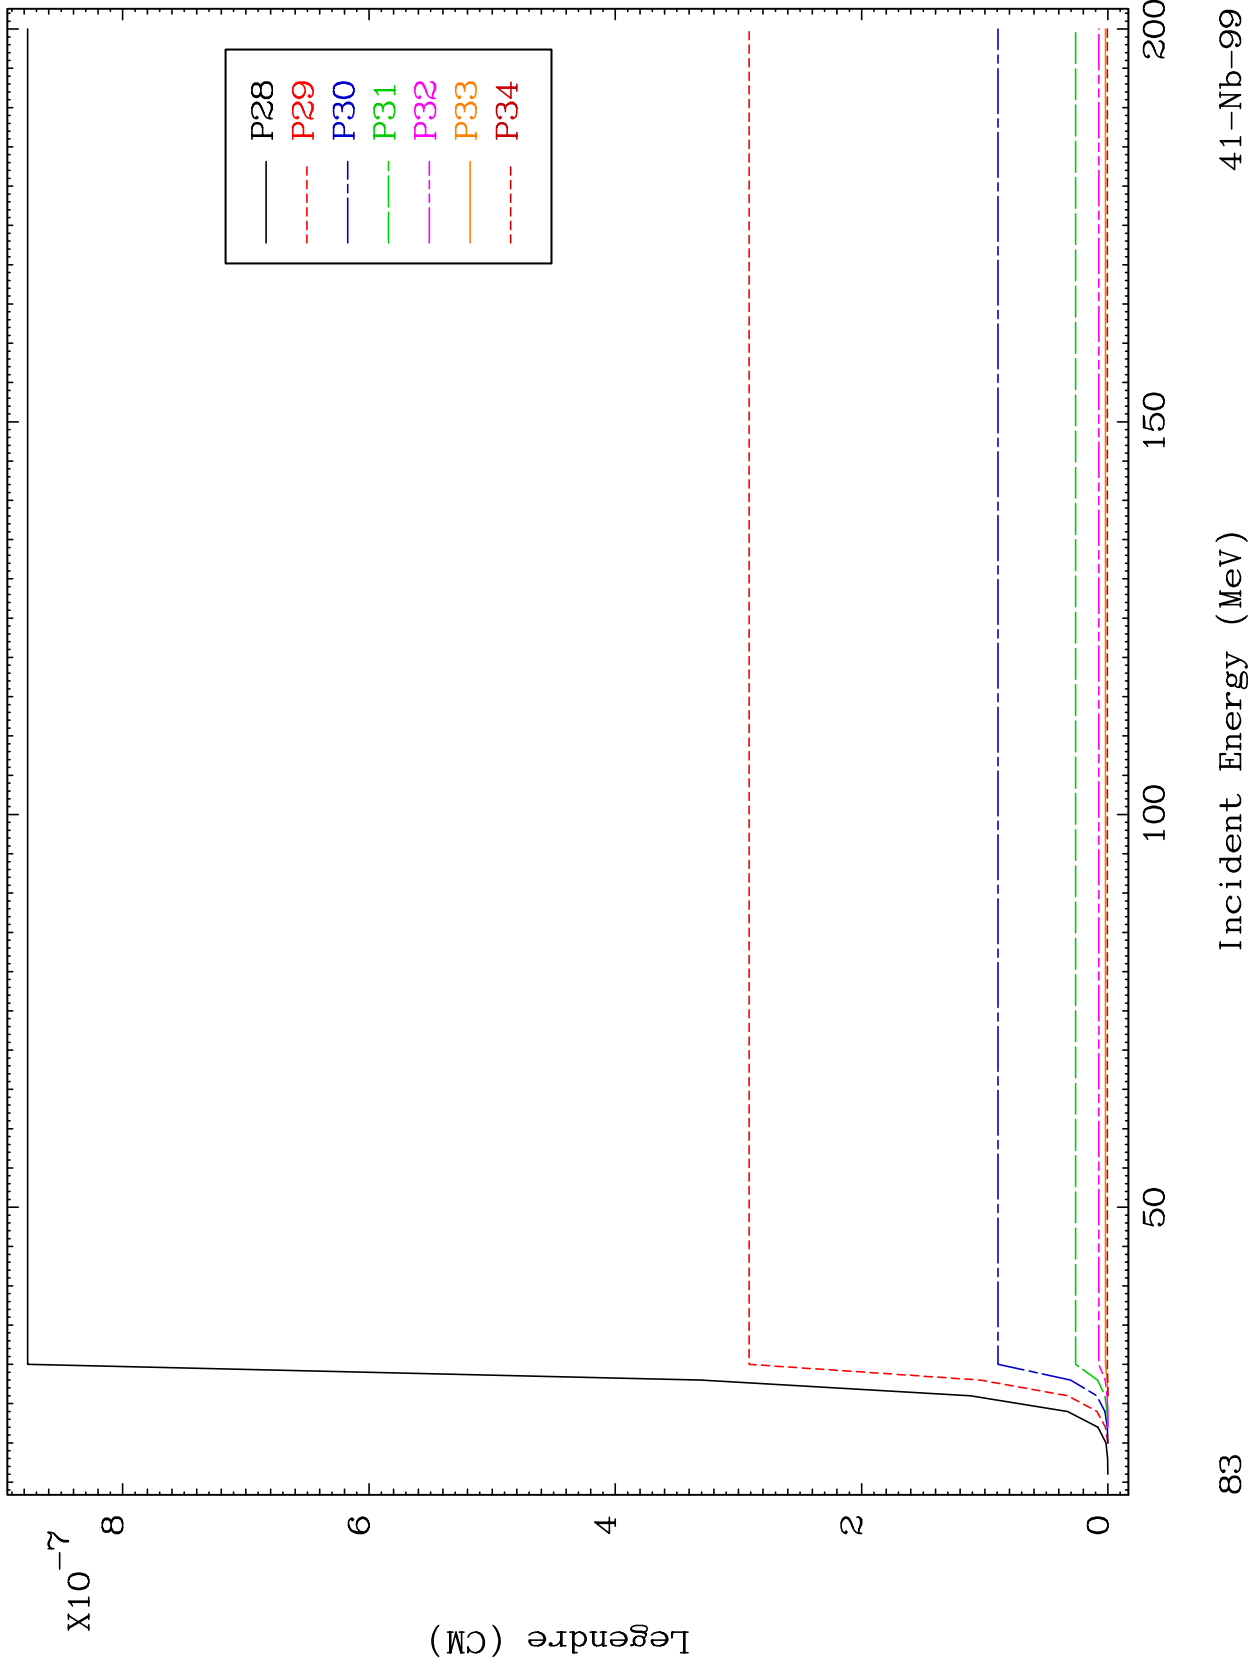 X10-7
8
6
4
2
0
Legendre (CM)
P28
P29
P30
P31
P32
P33
P34
50
100
150
200
83
Incident Energy (MeV)
41-Nb-99